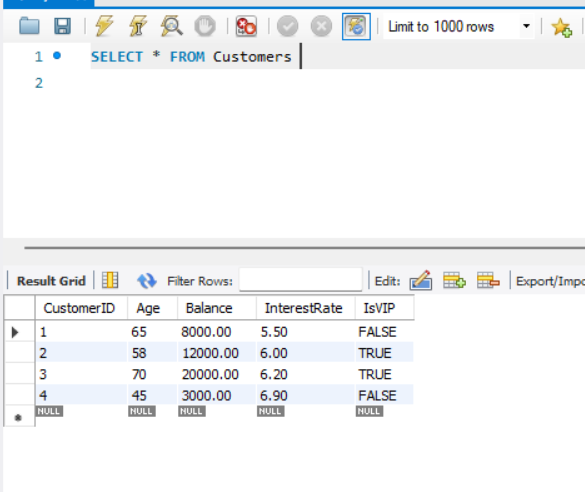 Limit to 1000 rows
1 SELECT * FROM Customers
2
Result Grid Filter Rows: Edit: Export/Impo
CustomerID Age Balance InterestRate IsVIP
1 65 8000.00 5.50 FALSE
2 58 12000.00 6.00 TRUE
3 70 20000.00 6.20 TRUE
4 45 3000.00 6.90 FALSE
NULL NULL NULL NULL NULL